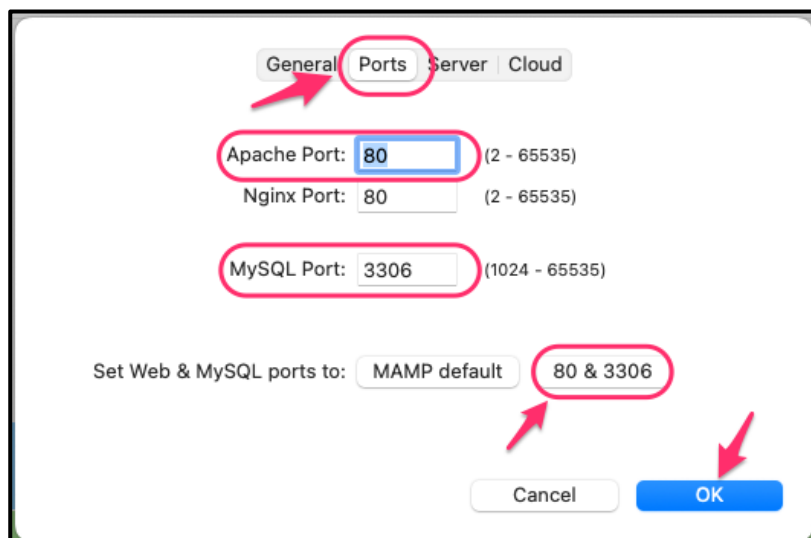 General Ports Server Cloud
Apache Port: 80 (2 - 65535)
Nginx Port: 80 (2 - 65535)
MySQL Port: 3306 (1024 - 65535)
Set Web & MySQL ports to: MAMP default 80 & 3306
Cancel OK